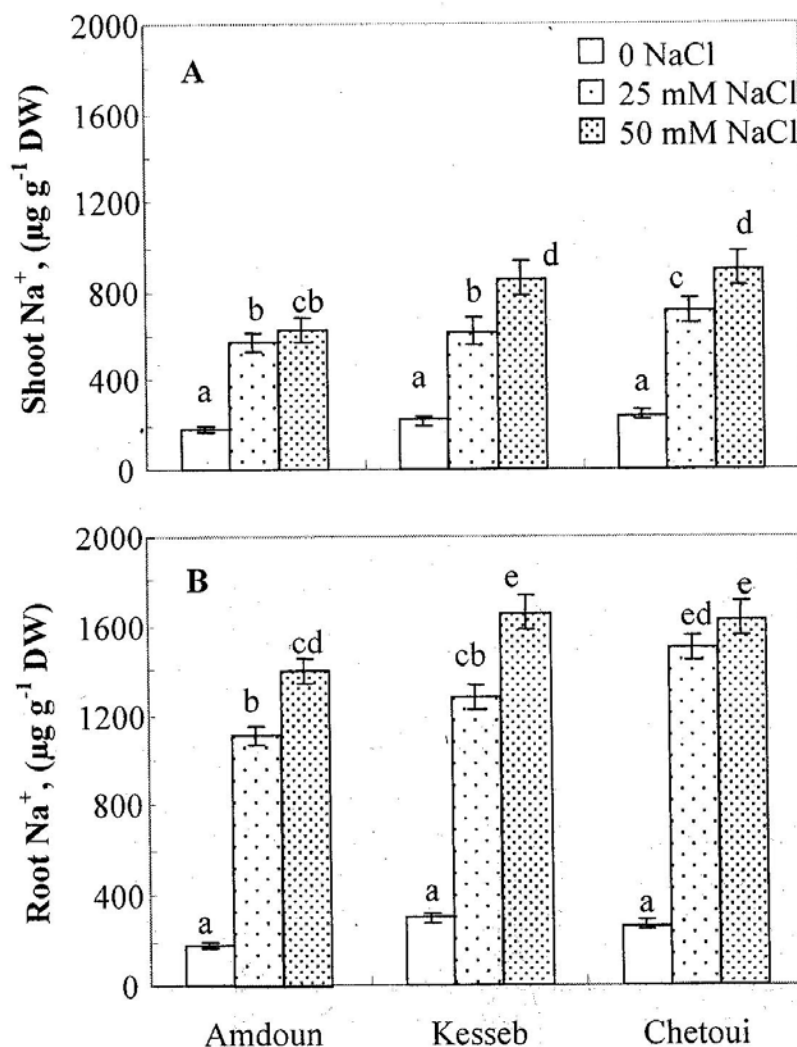 2000
1600
1200
800
400
0
Shoot Na⁺, (µg g⁻¹ DW)
A
0 NaCl
25 mM NaCl
50 mM NaCl
a
b
cb
a
b
d
a
c
d
2000
1600
1200
800
400
0
Root Na⁺, (µg g⁻¹ DW)
B
a
b
cd
a
cb
e
a
ed
e
Amdoun
Kesseb
Chetoui